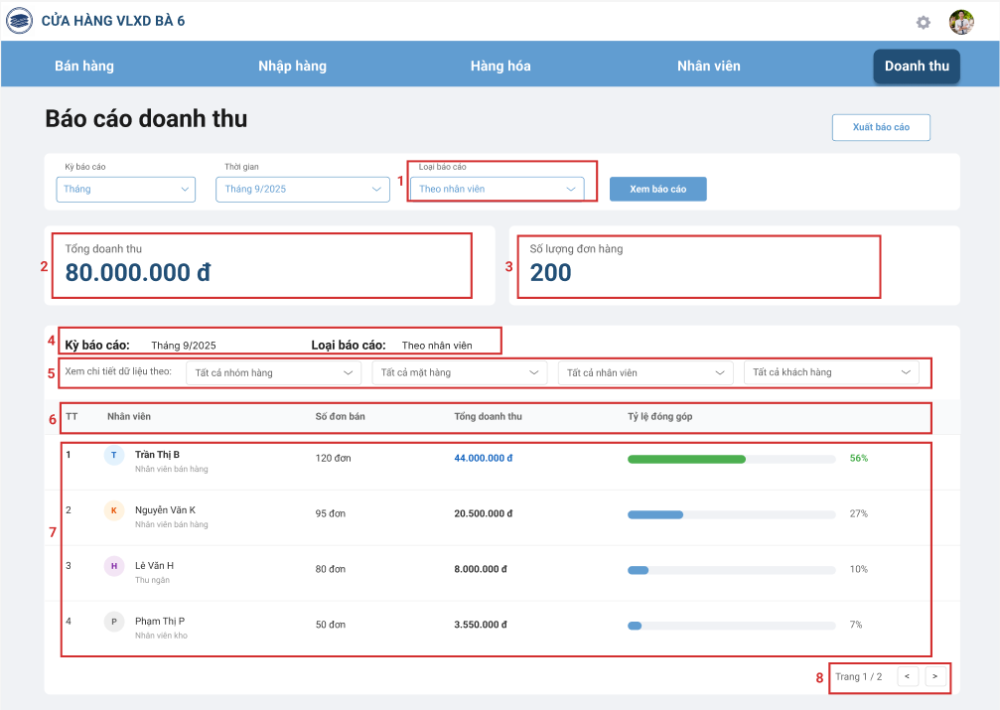 CỬA HÀNG VLXD BÀ 6
Bán hàng
Nhập hàng
Hàng hóa
Nhân viên
Doanh thu
Báo cáo doanh thu
Xuất báo cáo
Kỳ báo cáo
Thời gian
Loại báo cáo
Tháng
Tháng 9/2025
1
Theo nhân viên
Xem báo cáo
2
Tổng doanh thu
80.000.000 đ
3
Số lượng đơn hàng
200
4
Kỳ báo cáo: Tháng 9/2025 Loại báo cáo: Theo nhân viên
5
Xem chi tiết dữ liệu theo: Tất cả nhóm hàng Tất cả mặt hàng Tất cả nhân viên Tất cả khách hàng
6
TT Nhân viên Số đơn bán Tổng doanh thu Tỷ lệ đóng góp
7
1 T Trần Thị B 120 đơn 44.000.000 đ 56%
Nhân viên bán hàng
2 K Nguyễn Văn K 95 đơn 20.500.000 đ 27%
Nhân viên bán hàng
3 H Lê Văn H 80 đơn 8.000.000 đ 10%
Thu ngân
4 P Phạm Thị P 50 đơn 3.550.000 đ 7%
Nhân viên kho
8
Trang 1 / 2 < >